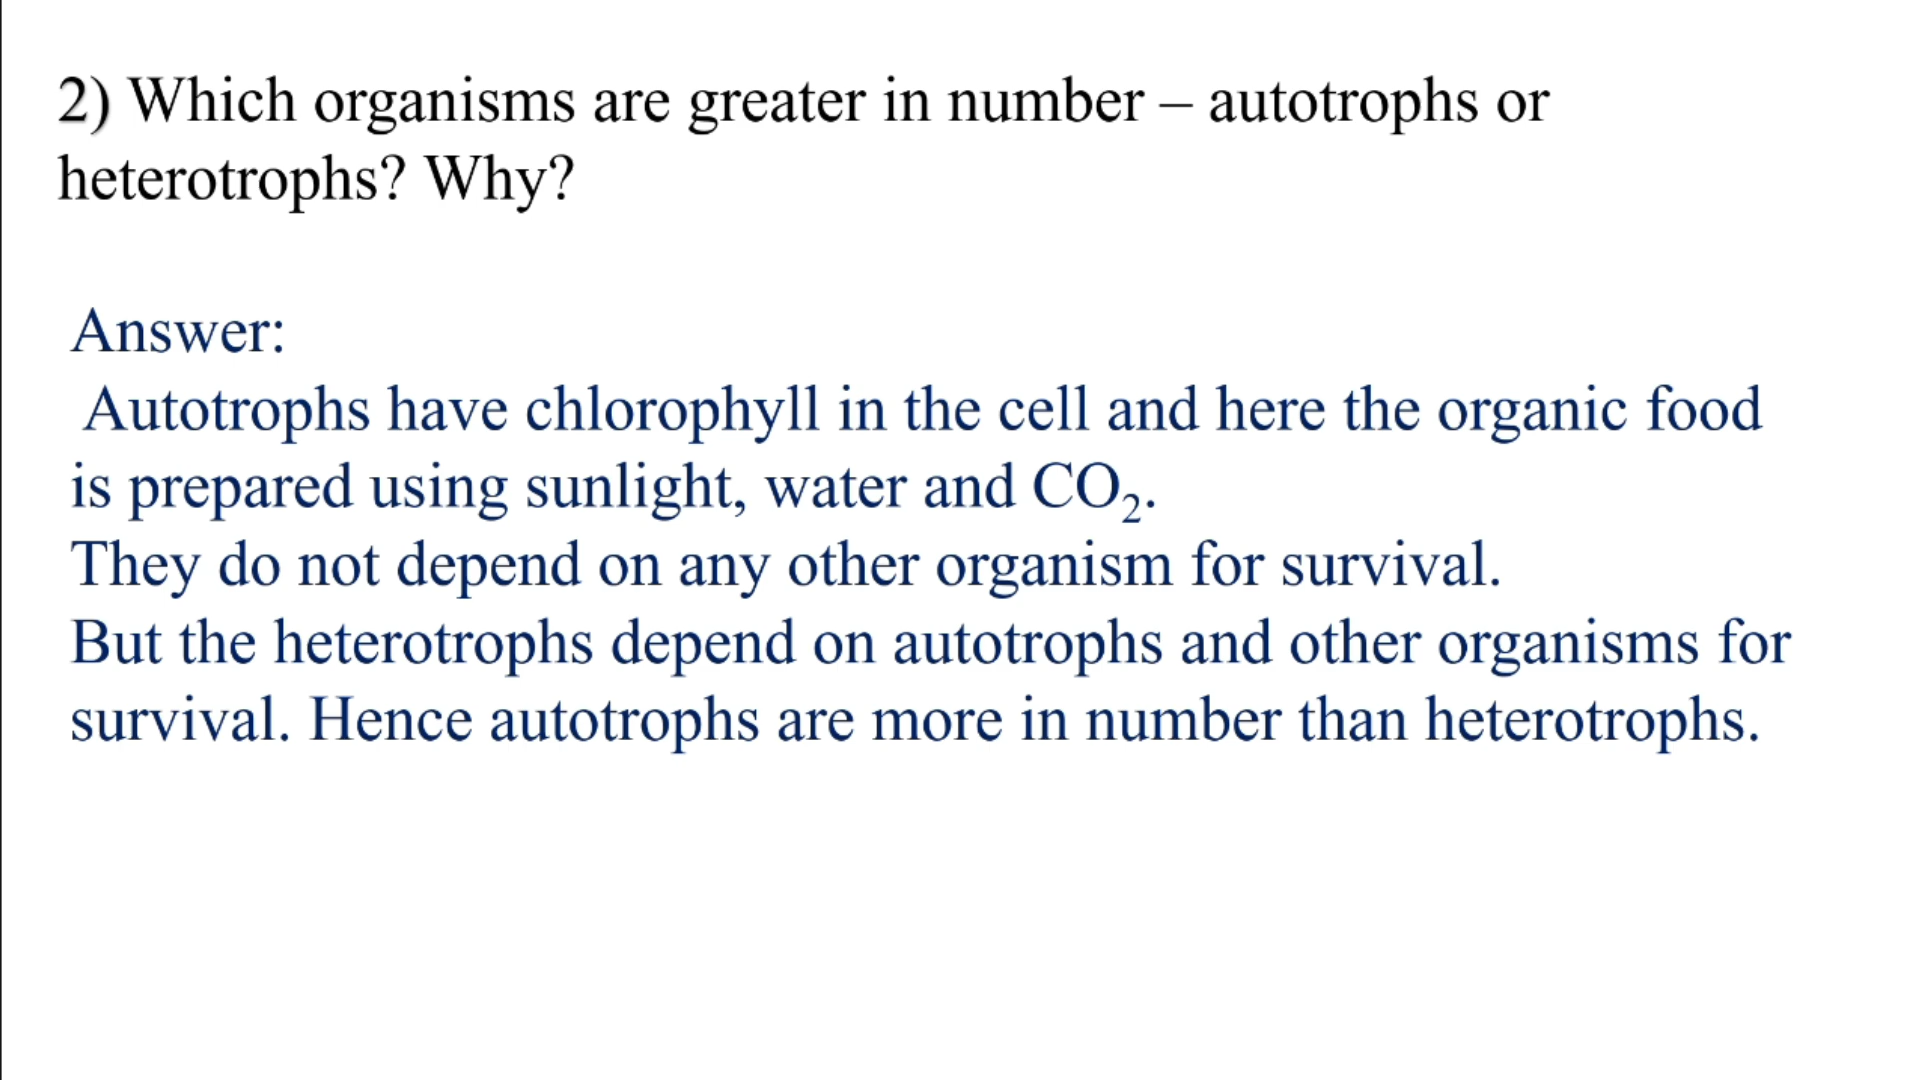 2) Which organisms are greater in number – autotrophs or
heterotrophs? Why?
Answer:
Autotrophs have chlorophyll in the cell and here the organic food
is prepared using sunlight, water and CO₂.
They do not depend on any other organism for survival.
But the heterotrophs depend on autotrophs and other organisms for
survival. Hence autotrophs are more in number than heterotrophs.